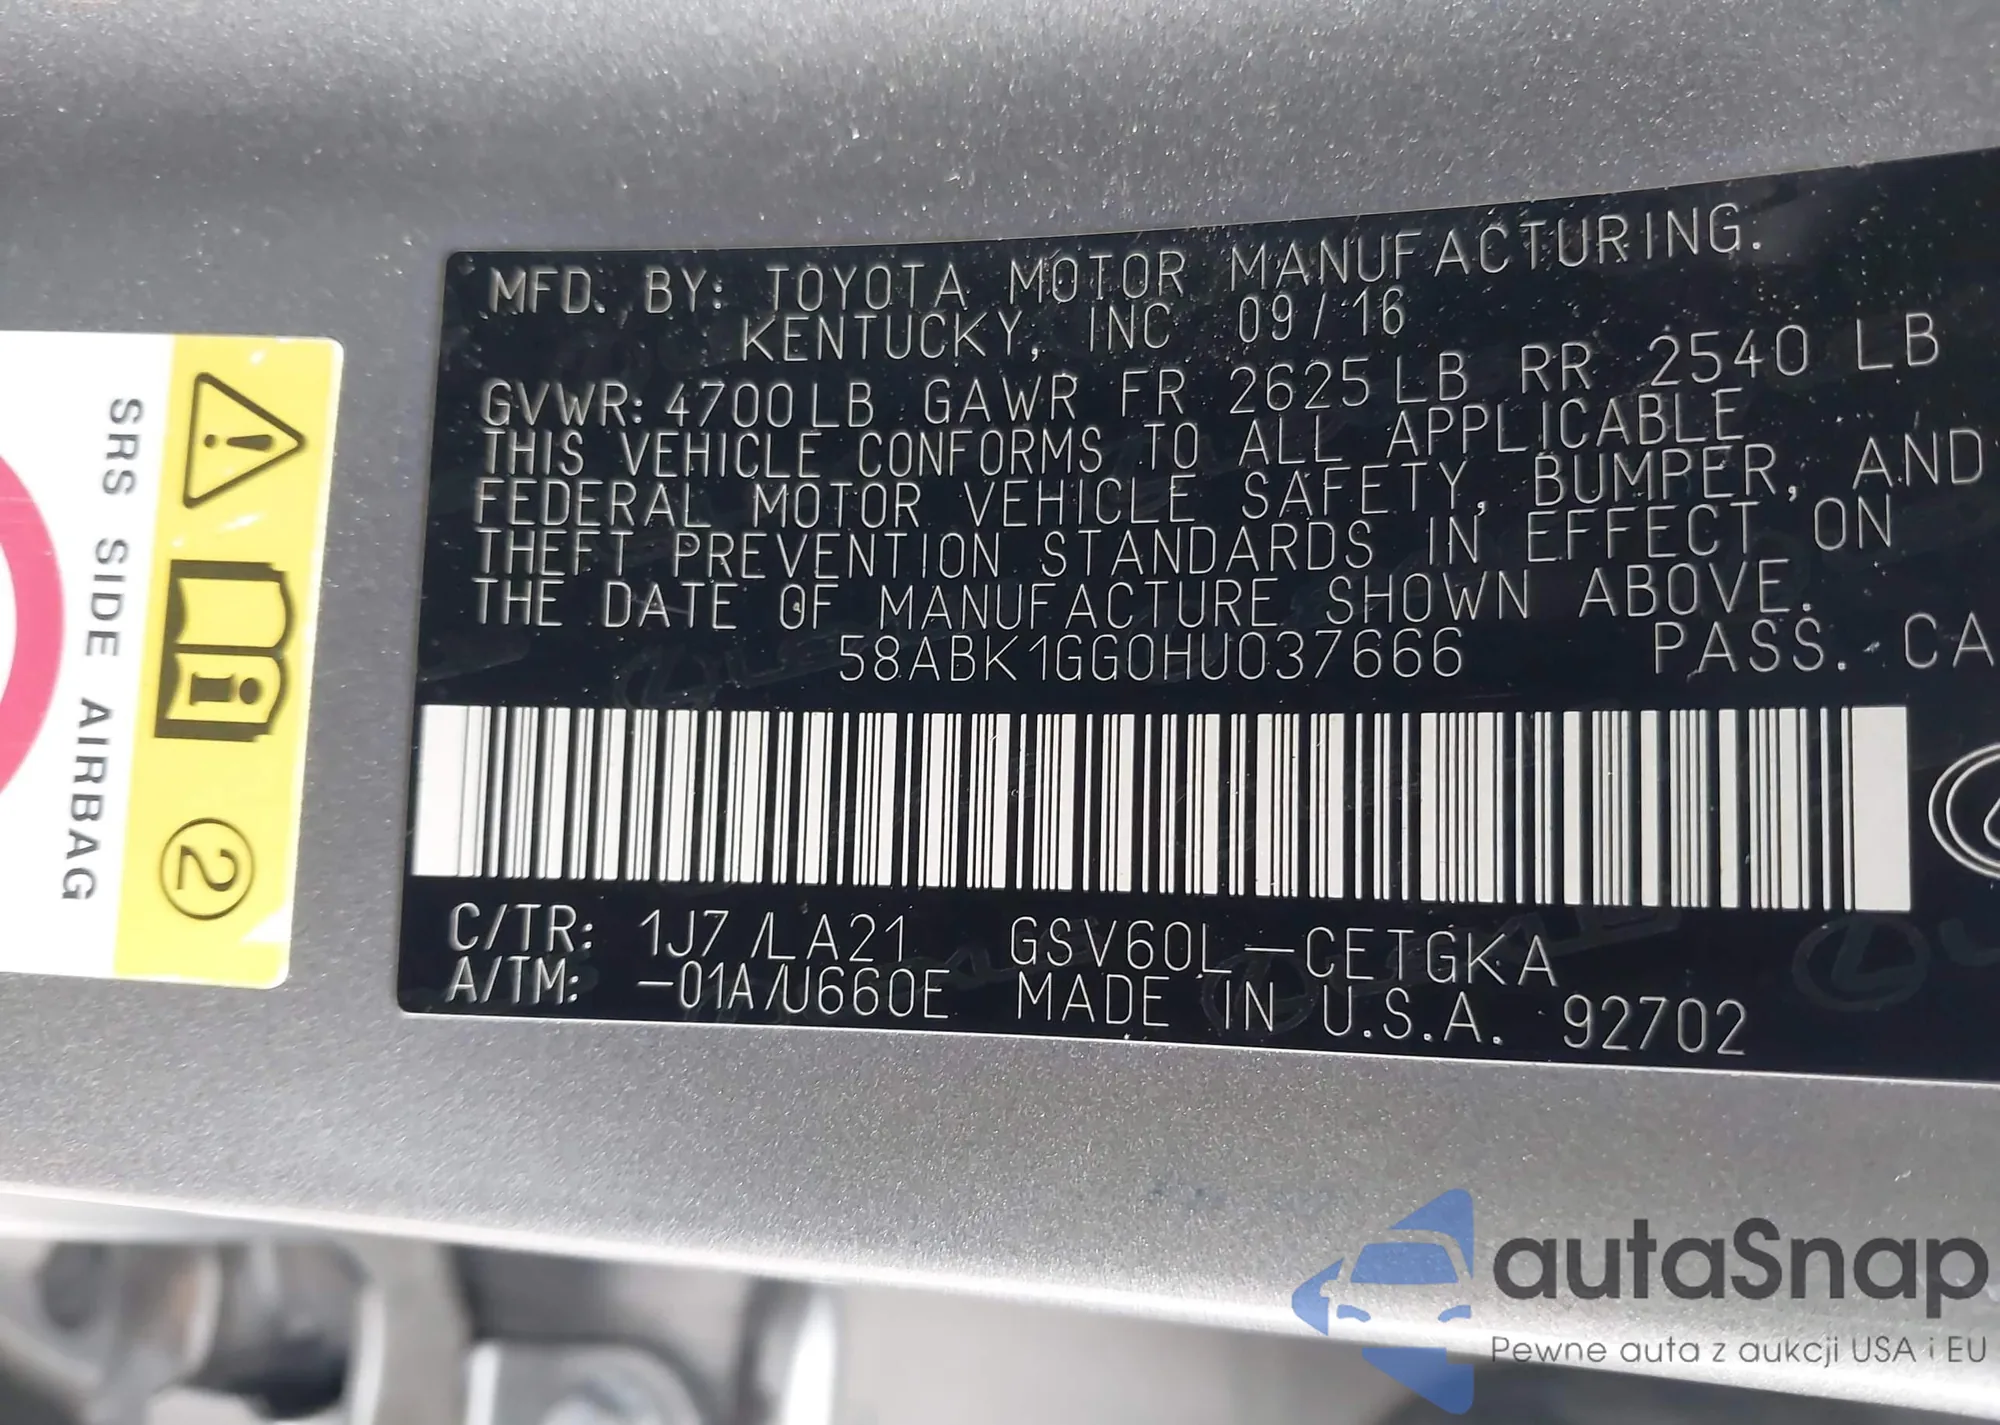 MFD. BY: TOYOTA MOTOR MANUFACTURING.
KENTUCKY, INC 09/16
GVWR: 4700LB GAWR FR 2625LB RR 2540 LB
THIS VEHICLE CONFORMS TO ALL APPLICABLE
FEDERAL MOTOR VEHICLE SAFETY, BUMPER, AND
THEFT PREVENTION STANDARDS IN EFFECT ON
THE DATE OF MANUFACTURE SHOWN ABOVE.
58ABK1GG0HU037666 PASS. CA
C/TR: 1J7/LA21 GSV60L-CETGKA
A/TM: -01A/U660E MADE IN U.S.A. 92702
SRS SIDE AIRBAG
2
autaSnap
Pewne auta z aukcji USA i EU